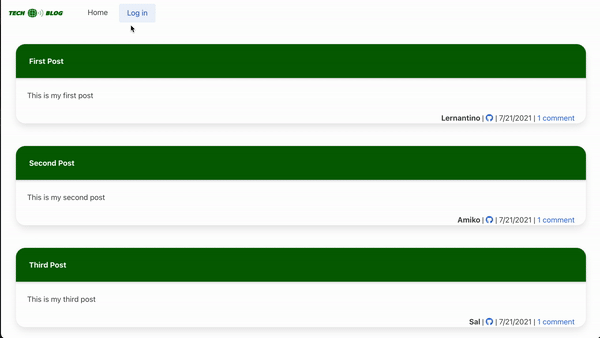 TECH BLOG Home Log in
First Post
This is my first post
Lernantino | | 7/21/2021 | 1 comment
Second Post
This is my second post
Amiko | | 7/21/2021 | 1 comment
Third Post
This is my third post
Sal | | 7/21/2021 | 1 comment